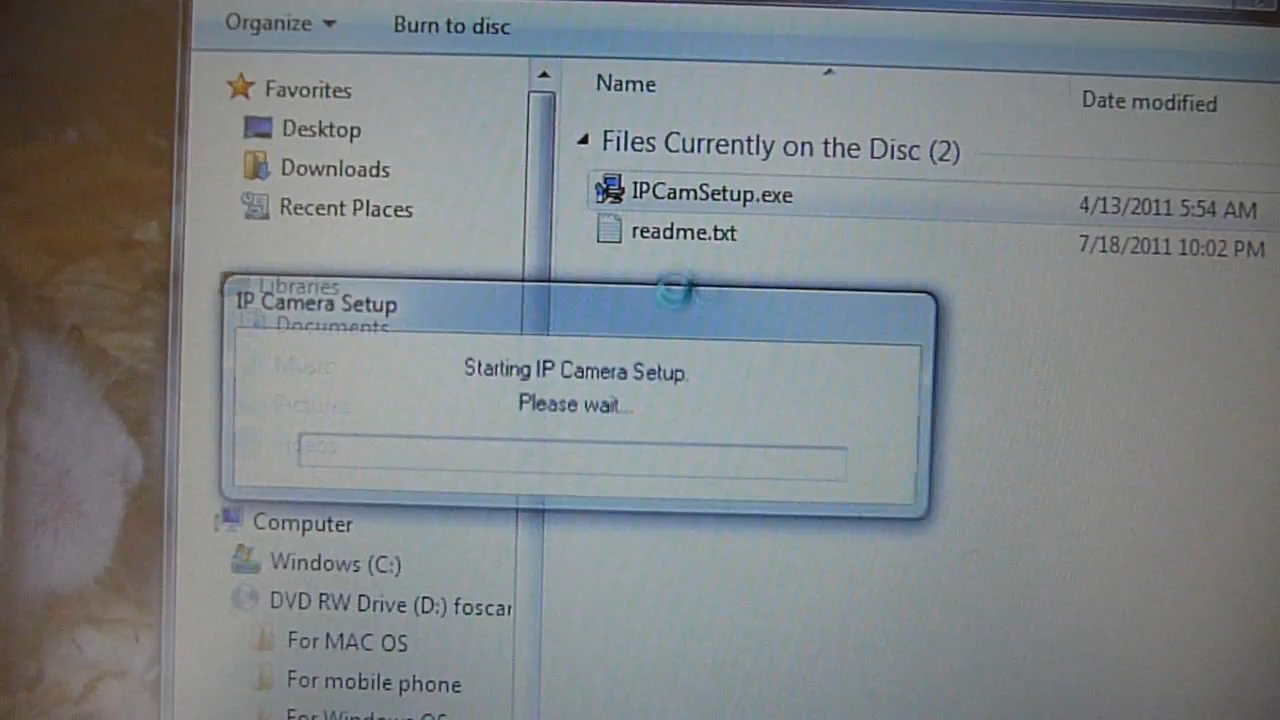 Organize
Burn to disc
Favorites
Desktop
Downloads
Recent Places
Name
Date modified
Files Currently on the Disc (2)
IPCamSetup.exe
4/13/2011 5:54 AM
readme.txt
7/18/2011 10:02 PM
Libraries
IP Camera Setup
Documents
Music
Pictures
Starting IP Camera Setup.
Please wait...
Computer
Windows (C:)
DVD RW Drive (D:) foscar
For MAC OS
For mobile phone
For Windows OS